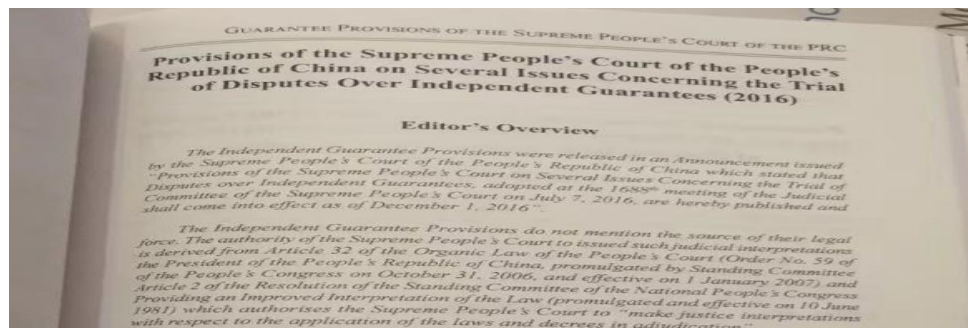 GUARANTEE PROVISIONS OF THE SUPREME PEOPLE'S COURT OF THE PRC
Provisions of the Supreme People's Court of the People's
Republic of China on Several Issues Concerning the Trial
of Disputes Over Independent Guarantees (2016)
Editor's Overview
The Independent Guarantee Provisions were released in an Announcement issued
by the Supreme People's Court of the People's Republic of China which stated that
"Provisions of the Supreme People's Court on Several Issues Concerning the Trial of
Disputes over Independent Guarantees, adopted at the 1688th meeting of the Judicial
Committee of the Supreme People's Court on July 7, 2016, are hereby published and
shall come into effect as of December 1, 2016".
The Independent Guarantee Provisions do not mention the source of their legal
force. The authority of the Supreme People's Court to issued such judicial interpretations
is derived from Article 32 of the Organic Law of the People's Court (Order No. 59 of
the President of the People's Republic of China, promulgated by Standing Committee
of the People's Congress on October 31, 2006, and effective on 1 January 2007) and
Article 2 of the Resolution of the Standing Committee of the National People's Congress
Providing an Improved Interpretation of the Law (promulgated and effective on 10 June
1981) which authorises the Supreme People's Court to "make justice interpretations
with respect to the application of the laws and decrees in adjudication".